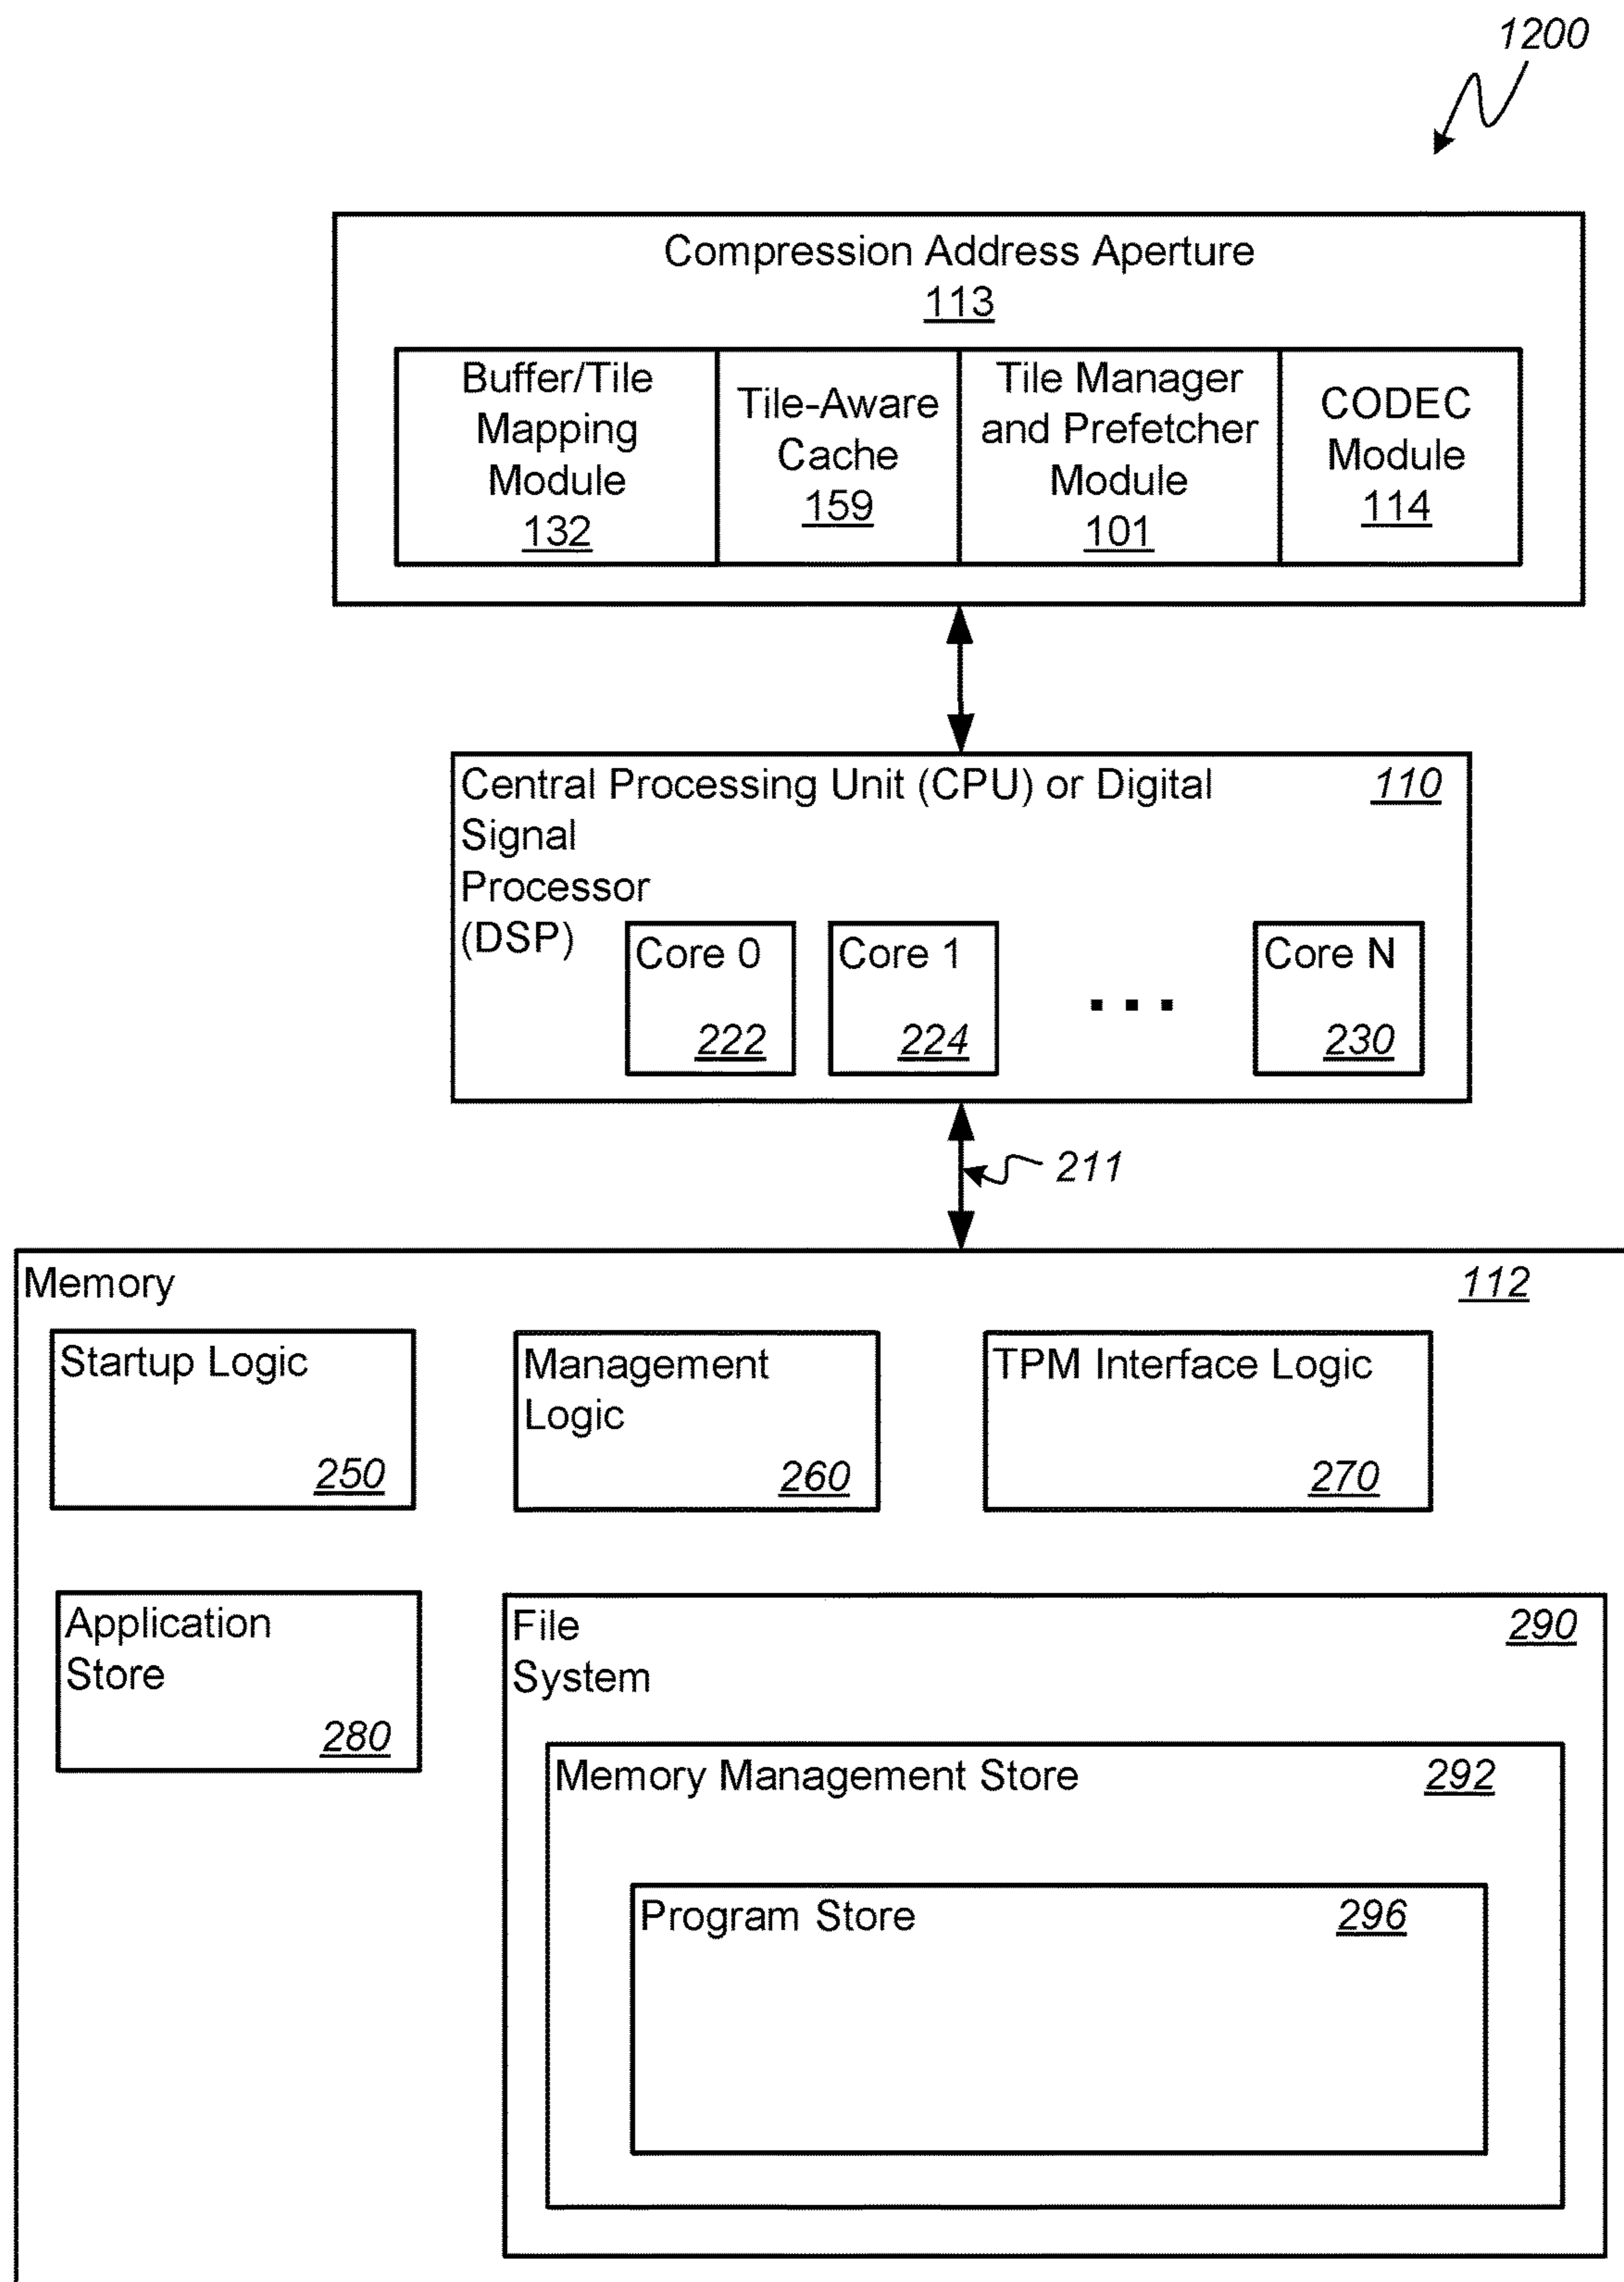 1200
Compression Address Aperture
113
Buffer/Tile
Mapping
Module
132
Tile-Aware
Cache
159
Tile Manager
and Prefetcher
Module
101
CODEC
Module
114
Central Processing Unit (CPU) or Digital
Signal
Processor
(DSP)
110
Core 0
222
Core 1
224
...
Core N
230
211
Memory
112
Startup Logic
250
Management
Logic
260
TPM Interface Logic
270
Application
Store
280
File
System
290
Memory Management Store
292
Program Store
296